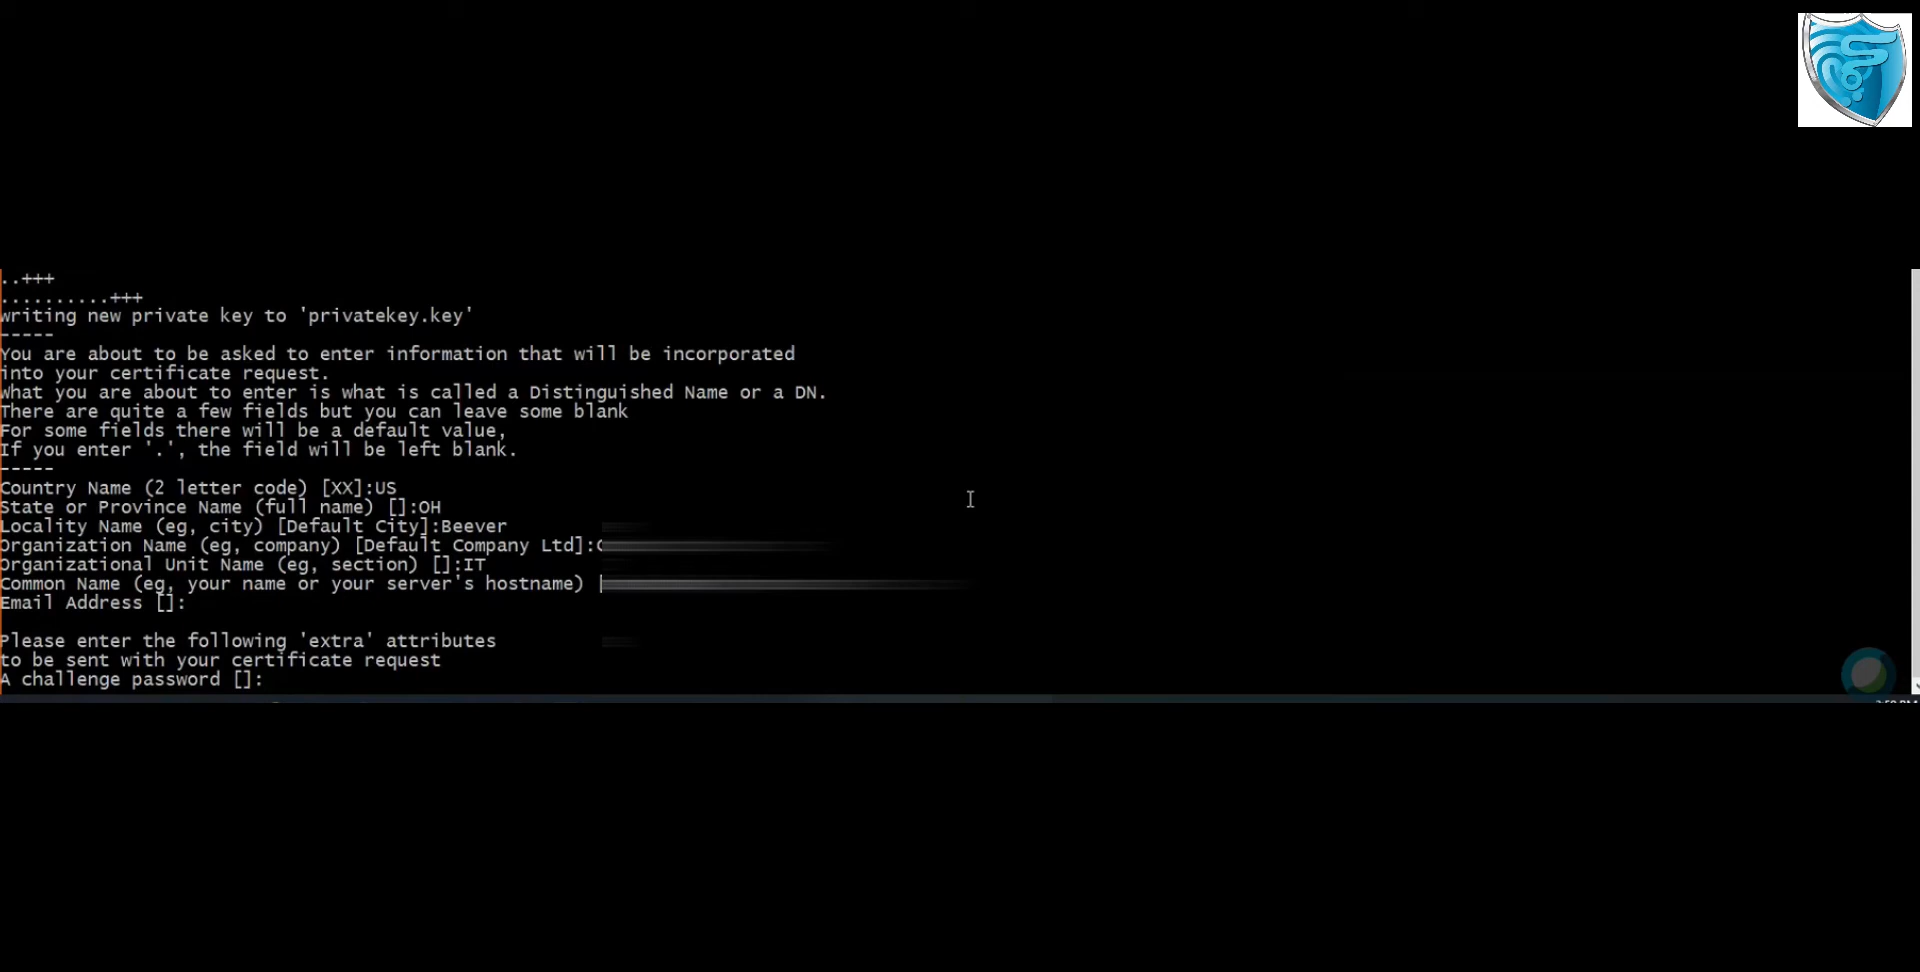 ..+++
..........+++
writing new private key to 'privatekey.key'
-----
You are about to be asked to enter information that will be incorporated
into your certificate request.
What you are about to enter is what is called a Distinguished Name or a DN.
There are quite a few fields but you can leave some blank
For some fields there will be a default value,
If you enter '.', the field will be left blank.
-----
Country Name (2 letter code) [XX]:US
State or Province Name (full name) []:OH
Locality Name (eg, city) [Default City]:Beever
Organization Name (eg, company) [Default Company Ltd]:
Organizational Unit Name (eg, section) []:IT
Common Name (eg, your name or your server's hostname)
Email Address []:
Please enter the following 'extra' attributes
to be sent with your certificate request
A challenge password []: